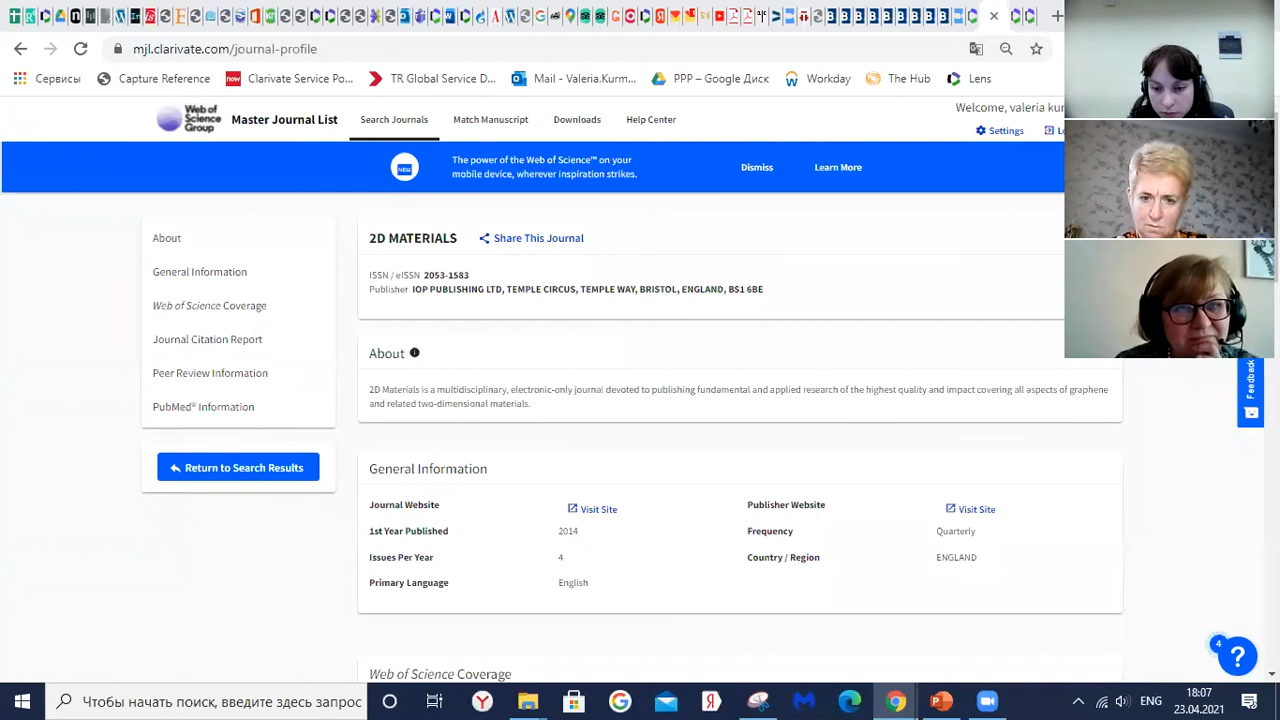 mjl.clarivate.com/journal-profile
Сервисы
Capture Reference
Clarivate Service Po...
TR Global Service D...
Mail - Valeria.Kurm...
PPP – Google Диск
Workday
The Hub
Lens
Web of Science Group
Master Journal List
Search Journals
Match Manuscript
Downloads
Help Center
Welcome, valeria kur
Settings
NEW
The power of the Web of Science™ on your
mobile device, wherever inspiration strikes.
Dismiss
Learn More
About
General Information
Web of Science Coverage
Journal Citation Report
Peer Review Information
PubMed® Information
Return to Search Results
2D MATERIALS
Share This Journal
ISSN / eISSN 2053-1583
Publisher IOP PUBLISHING LTD, TEMPLE CIRCUS, TEMPLE WAY, BRISTOL, ENGLAND, BS1 6BE
About
2D Materials is a multidisciplinary, electronic-only journal devoted to publishing fundamental and applied research of the highest quality and impact covering all aspects of graphene
and related two-dimensional materials.
General Information
Journal Website Visit Site
Publisher Website Visit Site
1st Year Published 2014
Frequency Quarterly
Issues Per Year 4
Country / Region ENGLAND
Primary Language English
Web of Science Coverage
Feedback
4
?
Чтобы начать поиск, введите здесь запрос
ENG
18:07
23.04.2021